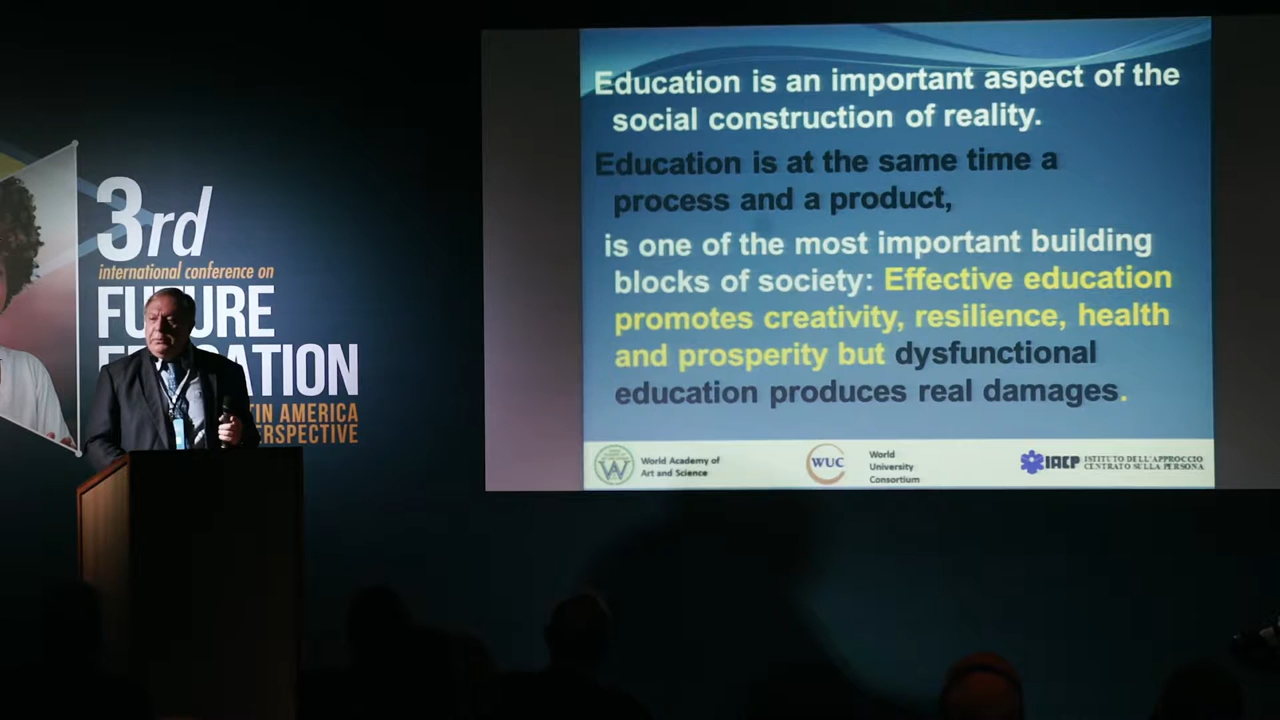 3rd
international conference on
FUTURE
ATION
TIN AMERICA
ERSPECTIVE
Education is an important aspect of the
social construction of reality.
Education is at the same time a
process and a product,
is one of the most important building
blocks of society: Effective education
promotes creativity, resilience, health
and prosperity but dysfunctional
education produces real damages.
World Academy of
Art and Science
WUC
World
University
Consortium
IACP
ISTITUTO DELL'APPROCCIO
CENTRATO SULLA PERSONA